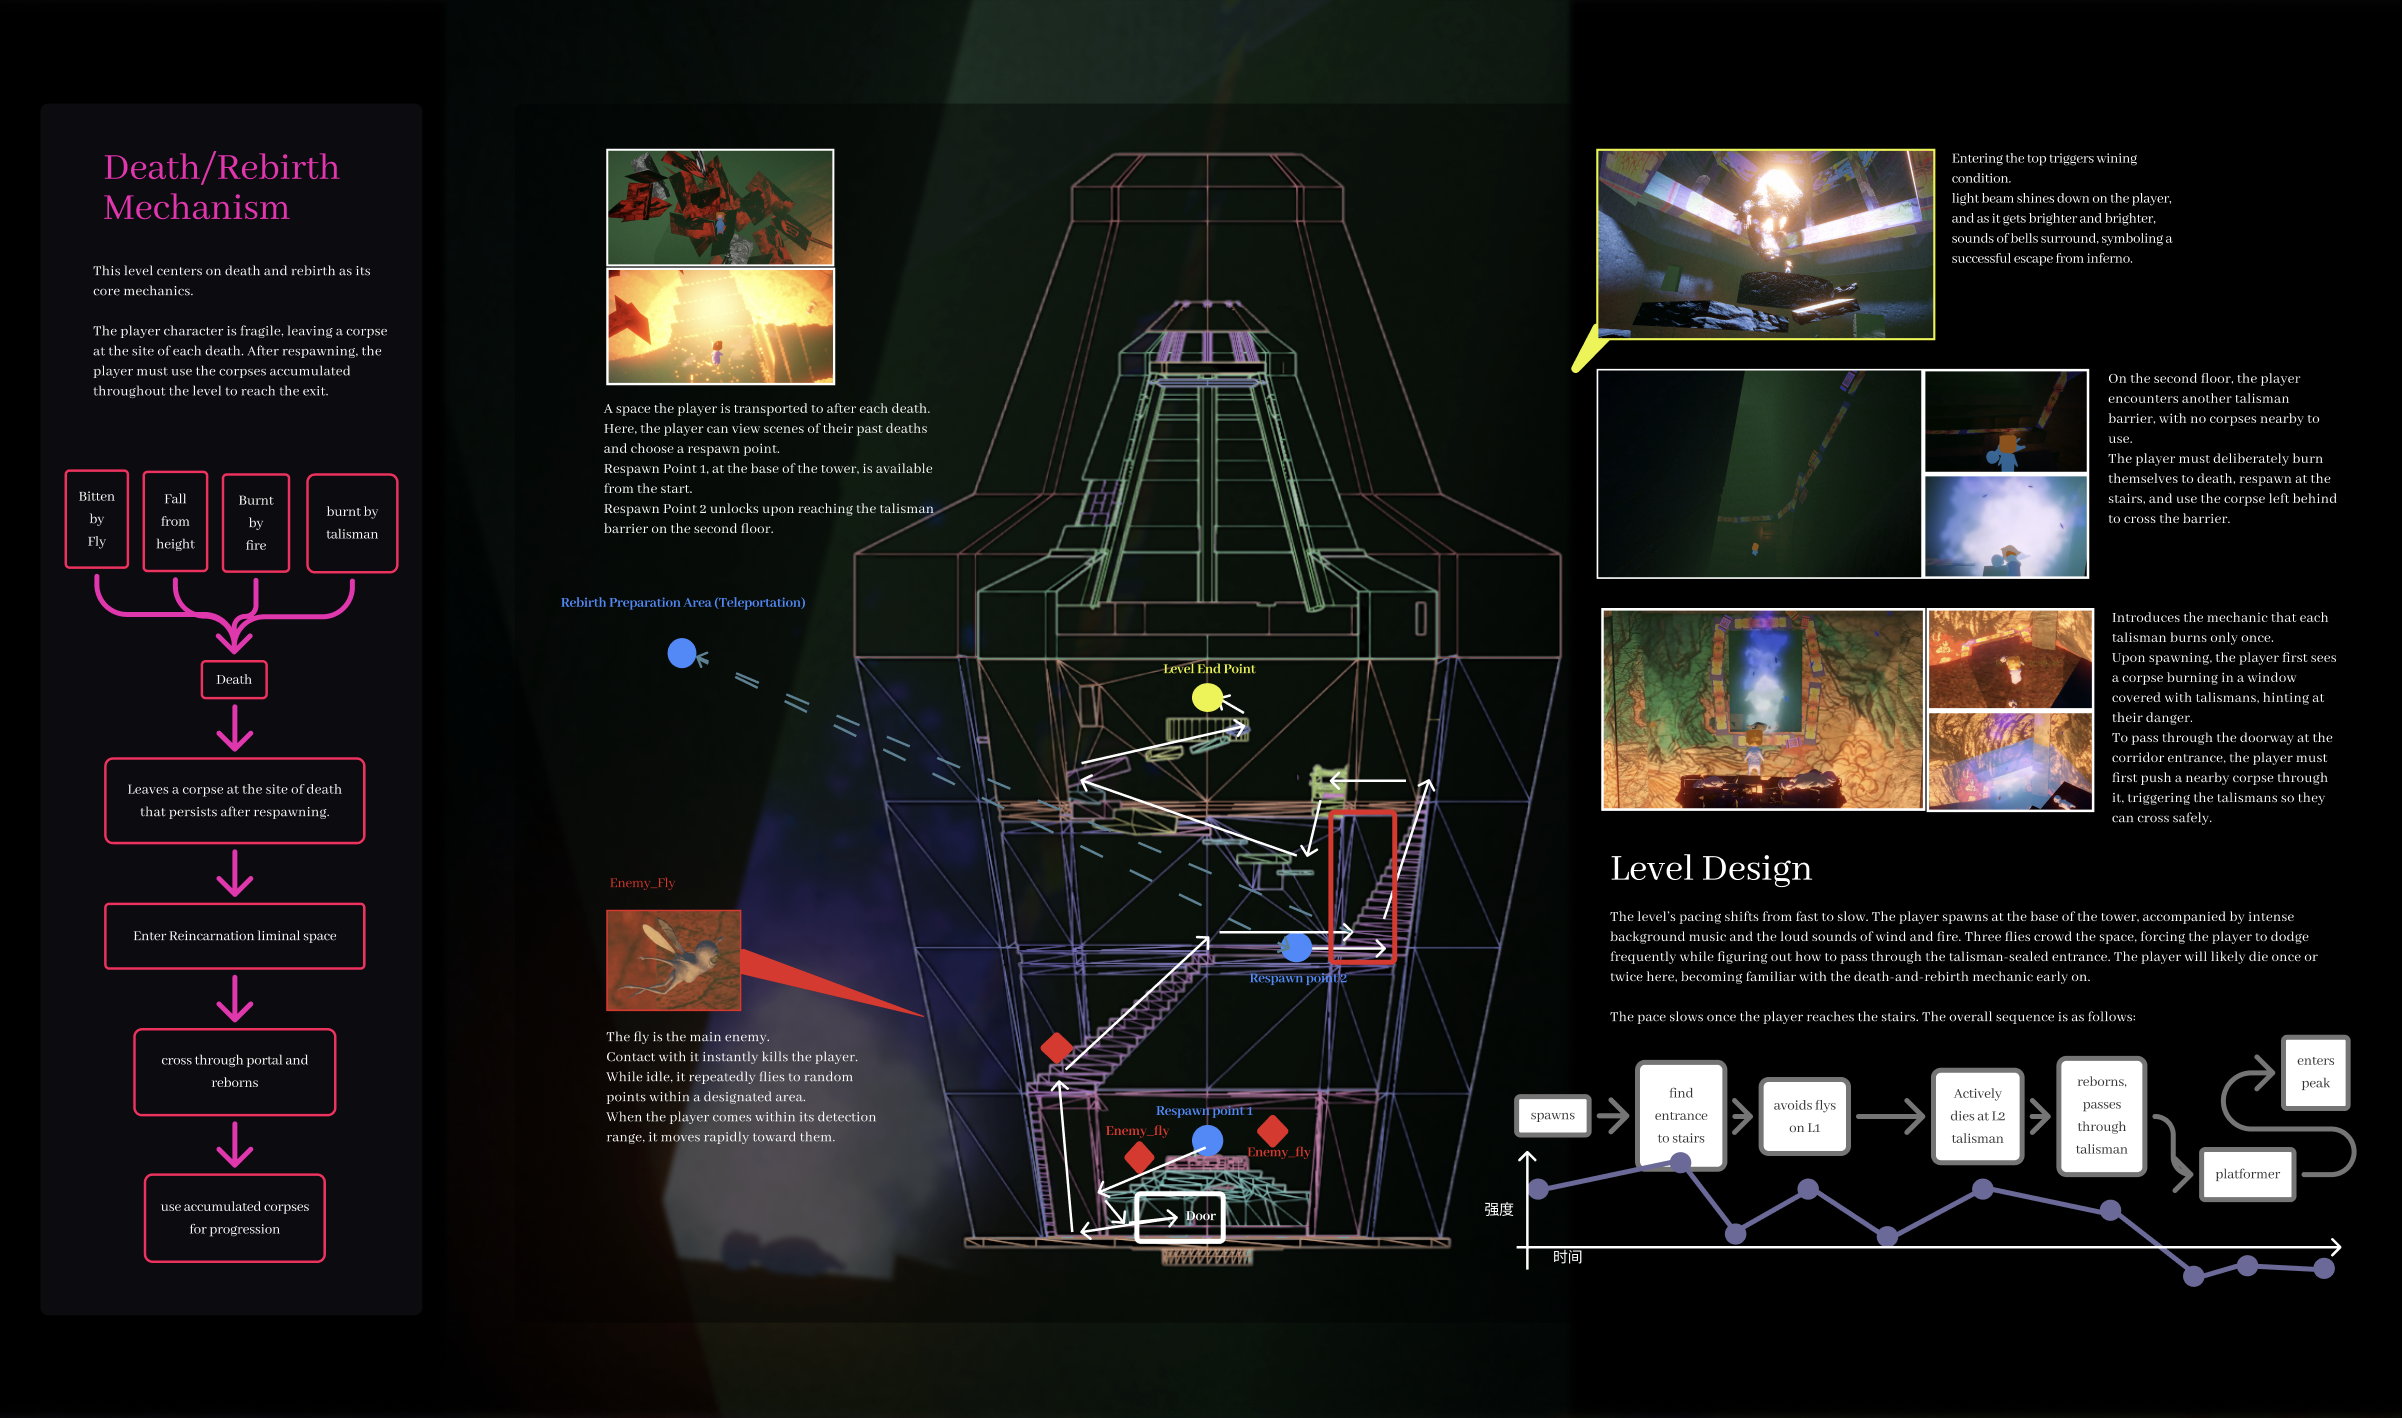 Death/Rebirth
Mechanism
This level centers on death and rebirth as its
core mechanics.
The player character is fragile, leaving a corpse
at the site of each death. After respawning, the
player must use the corpses accumulated
throughout the level to reach the exit.
Bitten
by
Fly
Fall
from
height
Burnt
by
fire
burnt by
talisman
Death
Leaves a corpse at the site of death
that persists after respawning.
Enter Reincarnation liminal space
cross through portal and
reborns
use accumulated corpses
for progression
A space the player is transported to after each death.
Here, the player can view scenes of their past deaths
and choose a respawn point.
Respawn Point 1, at the base of the tower, is available
from the start.
Respawn Point 2 unlocks upon reaching the talisman
barrier on the second floor.
Rebirth Preparation Area (Teleportation)
Enemy_Fly
The fly is the main enemy.
Contact with it instantly kills the player.
While idle, it repeatedly flies to random
points within a designated area.
When the player comes within its detection
range, it moves rapidly toward them.
Level End Point
Respawn point 2
Respawn point 1
Enemy_fly
Enemy_fly
Door
Entering the top triggers wining
condition.
light beam shines down on the player,
and as it gets brighter and brighter,
sounds of bells surround, symboling a
successful escape from inferno.
On the second floor, the player
encounters another talisman
barrier, with no corpses nearby to
use.
The player must deliberately burn
themselves to death, respawn at the
stairs, and use the corpse left behind
to cross the barrier.
Introduces the mechanic that each
talisman burns only once.
Upon spawning, the player first sees
a corpse burning in a window
covered with talismans, hinting at
their danger.
To pass through the doorway at the
corridor entrance, the player must
first push a nearby corpse through
it, triggering the talismans so they
can cross safely.
Level Design
The level's pacing shifts from fast to slow. The player spawns at the base of the tower, accompanied by intense
background music and the loud sounds of wind and fire. Three flies crowd the space, forcing the player to dodge
frequently while figuring out how to pass through the talisman-sealed entrance. The player will likely die once or
twice here, becoming familiar with the death-and-rebirth mechanic early on.
The pace slows once the player reaches the stairs. The overall sequence is as follows:
spawns
find
entrance
to stairs
avoids flys
on L1
Actively
dies at L2
talisman
reborns,
passes
through
talisman
platformer
enters
peak
强度
时间